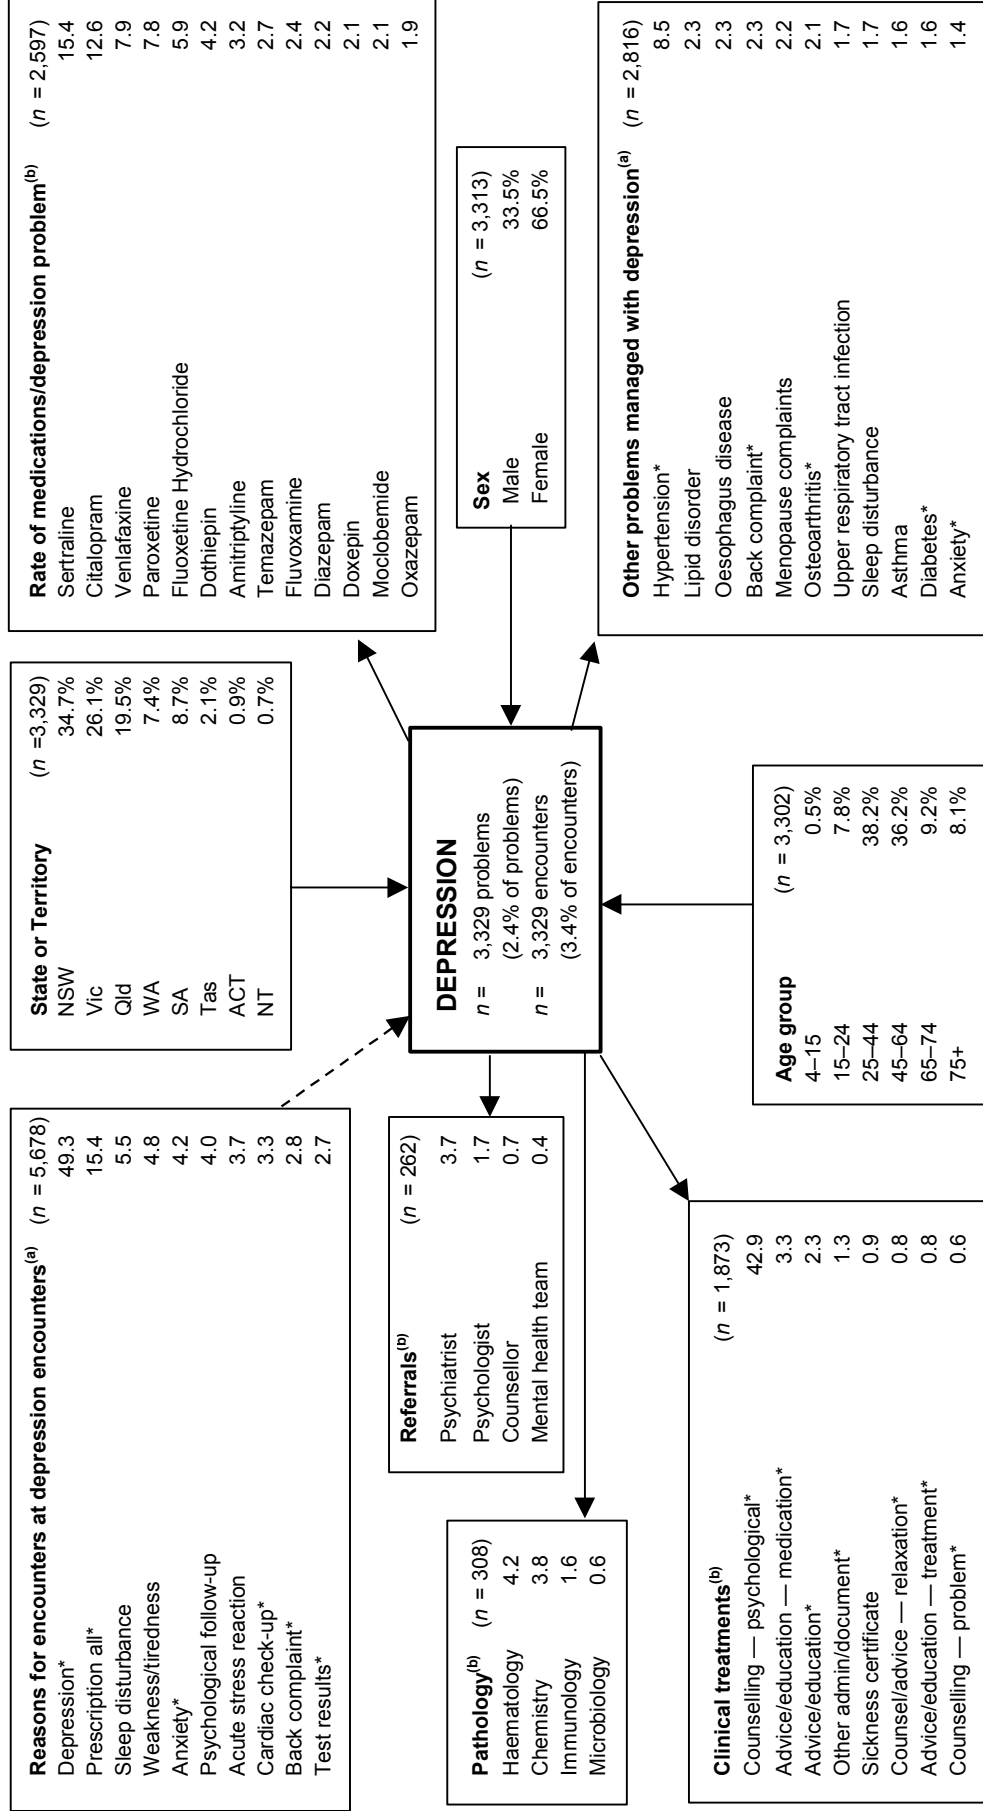 Reasons for encounters at depression encounters(a) (n = 5,678)
Depression* 49.3
Prescription all* 15.4
Sleep disturbance 5.5
Weakness/tiredness 4.8
Anxiety* 4.2
Psychological follow-up 4.0
Acute stress reaction 3.7
Cardiac check-up* 3.3
Back complaint* 2.8
Test results* 2.7
State or Territory (n =3,329)
NSW 34.7%
Vic 26.1%
Qld 19.5%
WA 7.4%
SA 8.7%
Tas 2.1%
ACT 0.9%
NT 0.7%
Rate of medications/depression problem(b) (n = 2,597)
Sertraline 15.4
Citalopram 12.6
Venlafaxine 7.9
Paroxetine 7.8
Fluoxetine Hydrochloride 5.9
Dothiepin 4.2
Amitriptyline 3.2
Temazepam 2.7
Fluvoxamine 2.4
Diazepam 2.2
Doxepin 2.1
Moclobemide 2.1
Oxazepam 1.9
Referrals(b) (n = 262)
Psychiatrist 3.7
Psychologist 1.7
Counsellor 0.7
Mental health team 0.4
DEPRESSION
n = 3,329 problems
(2.4% of problems)
n = 3,329 encounters
(3.4% of encounters)
Sex (n = 3,313)
Male 33.5%
Female 66.5%
Pathology(b) (n = 308)
Haematology 4.2
Chemistry 3.8
Immunology 1.6
Microbiology 0.6
Clinical treatments(b) (n = 1,873)
Counselling — psychological* 42.9
Advice/education — medication* 3.3
Advice/education* 2.3
Other admin/document* 1.3
Sickness certificate 0.9
Counsel/advice — relaxation* 0.8
Advice/education — treatment* 0.8
Counselling — problem* 0.6
Age group (n = 3,302)
4–15 0.5%
15–24 7.8%
25–44 38.2%
45–64 36.2%
65–74 9.2%
75+ 8.1%
Other problems managed with depression(a) (n = 2,816)
Hypertension* 8.5
Lipid disorder 2.3
Oesophagus disease 2.3
Back complaint* 2.3
Menopause complaints 2.2
Osteoarthritis* 2.1
Upper respiratory tract infection 1.7
Sleep disturbance 1.7
Asthma 1.6
Diabetes* 1.6
Anxiety* 1.4